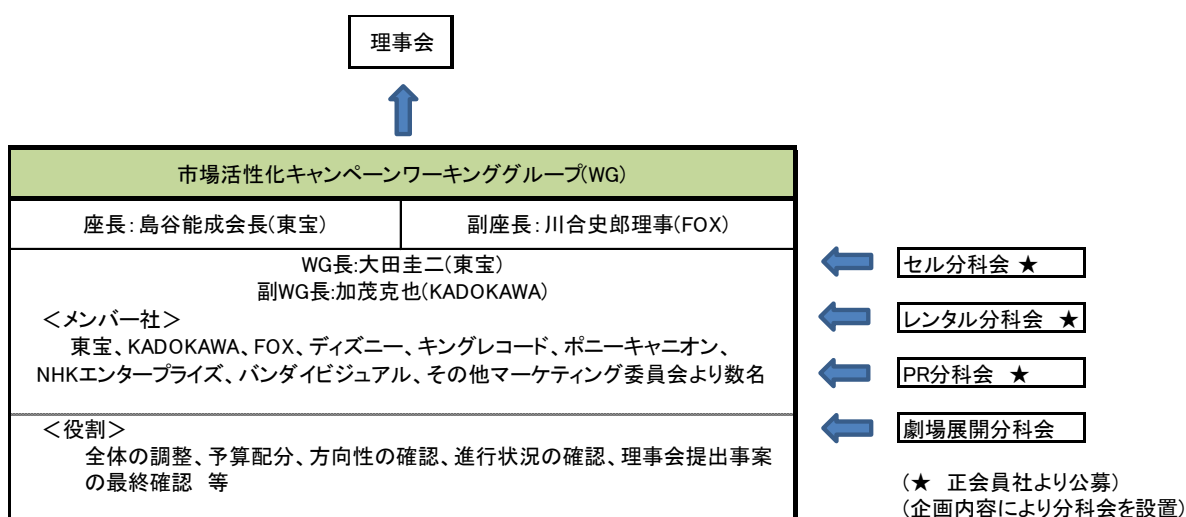 理事会
市場活性化キャンペーンワーキンググループ(WG)
座長：島谷能成会長(東宝)
副座長：川合史郎理事(FOX)
WG長:大田圭二(東宝)
副WG長:加茂克也(KADOKAWA)
＜メンバー社＞
東宝、KADOKAWA、FOX、ディズニー、キングレコード、ポニーキャニオン、
NHKエンタープライズ、バンダイビジュアル、その他マーケティング委員会より数名
＜役割＞
全体の調整、予算配分、方向性の確認、進行状況の確認、理事会提出事案
の最終確認　等
セル分科会 ★
レンタル分科会　★
PR分科会　★
劇場展開分科会
(★　正会員社より公募)
(企画内容により分科会を設置)